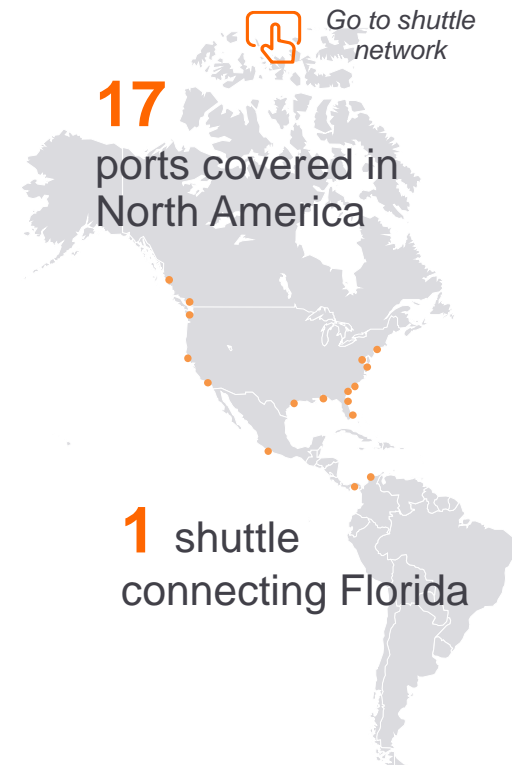 Go to shuttle
network
17
ports covered in
North America
1 shuttle
connecting Florida